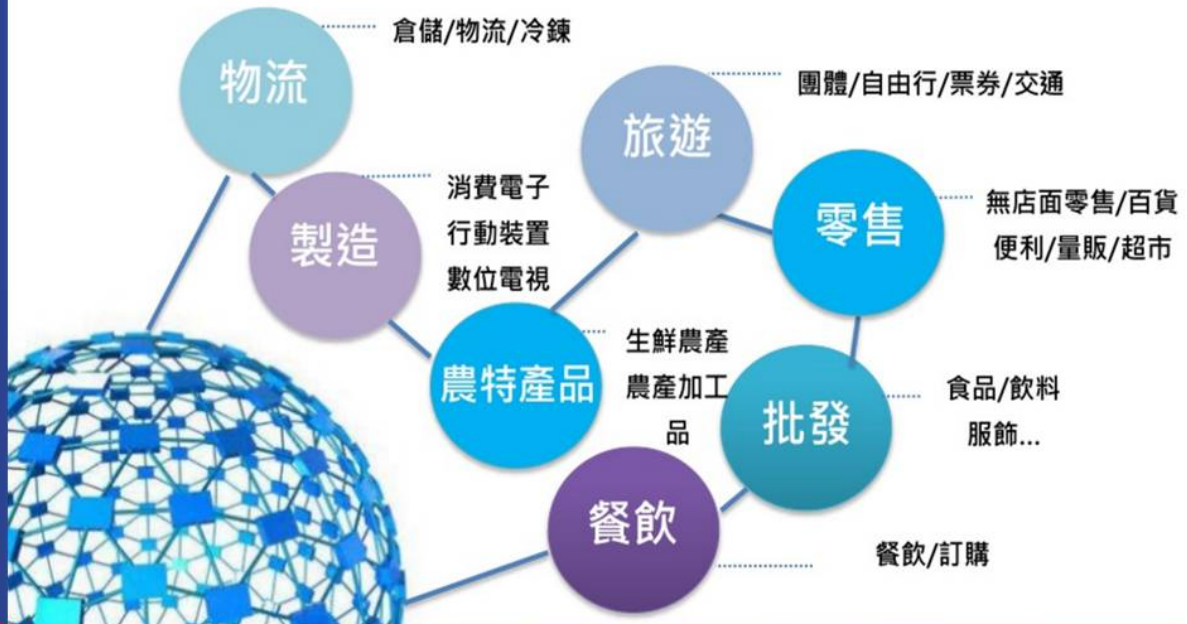 物流
倉儲/物流/冷鍊
旅遊
團體/自由行/票券/交通
製造
消費電子
行動裝置
數位電視
零售
無店面零售/百貨
便利/量販/超市
農特產品
生鮮農產
農產加工
品
批發
食品/飲料
服飾...
餐飲
餐飲/訂購